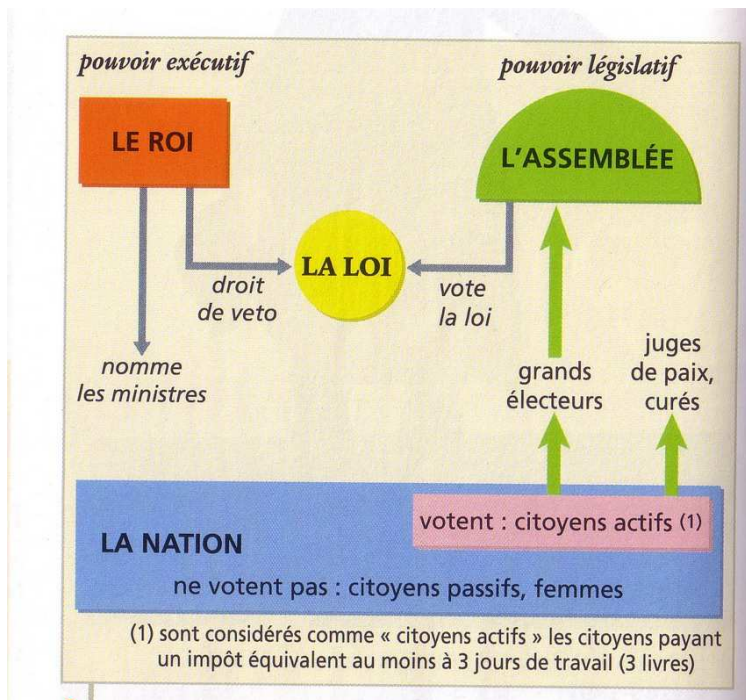 pouvoir exécutif
pouvoir législatif
LE ROI
L'ASSEMBLÉE
LA LOI
droit
de veto
vote
la loi
nomme
les ministres
grands
électeurs
juges
de paix,
curés
votent : citoyens actifs (1)
LA NATION
ne votent pas : citoyens passifs, femmes
(1) sont considérés comme « citoyens actifs » les citoyens payant
un impôt équivalent au moins à 3 jours de travail (3 livres)